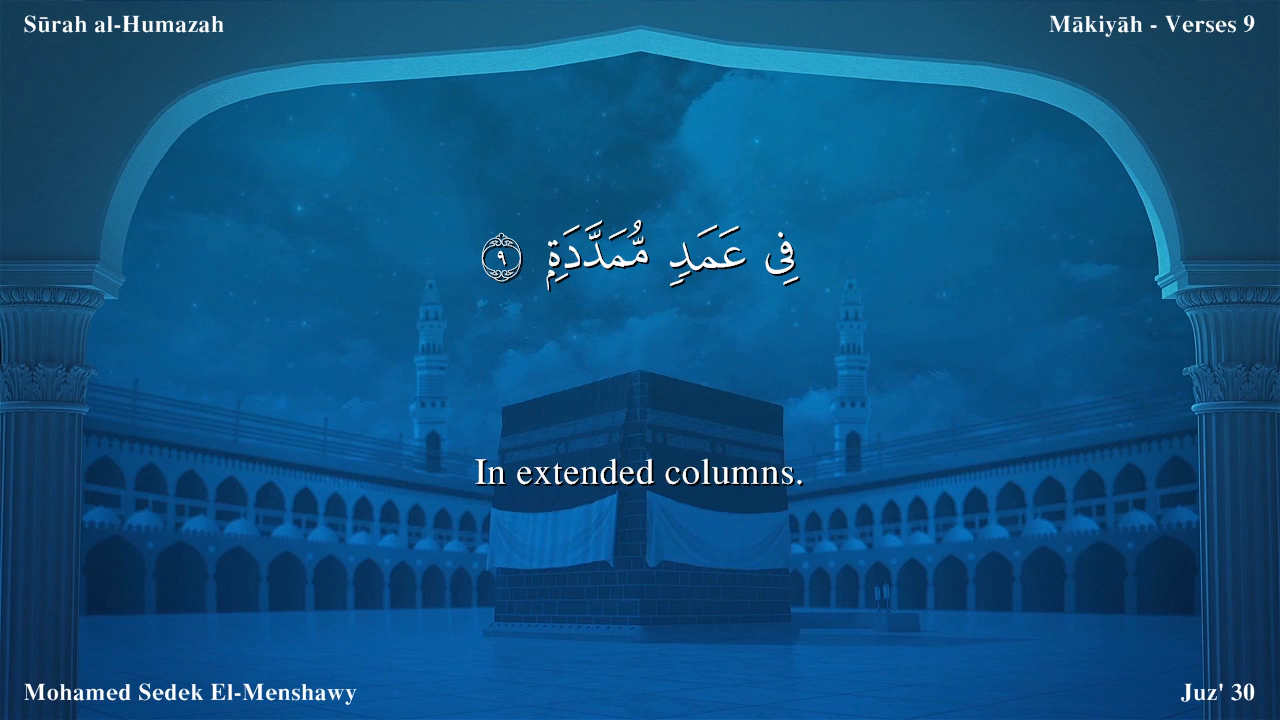 Sūrah al-Humazah
Mākiyāh - Verses 9
فِى عَمَدٍ مُّمَدَّدَةٍۭ ٩
In extended columns.
Mohamed Sedek El-Menshawy
Juz' 30